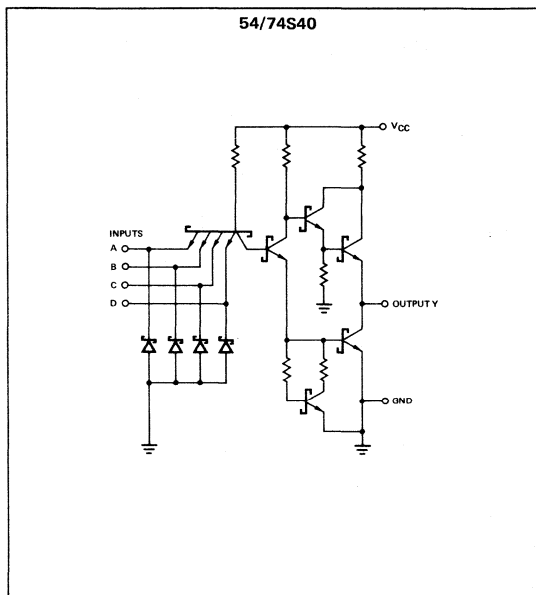 54/74S40
VCC
INPUTS
A
B
C
D
OUTPUT Y
GND